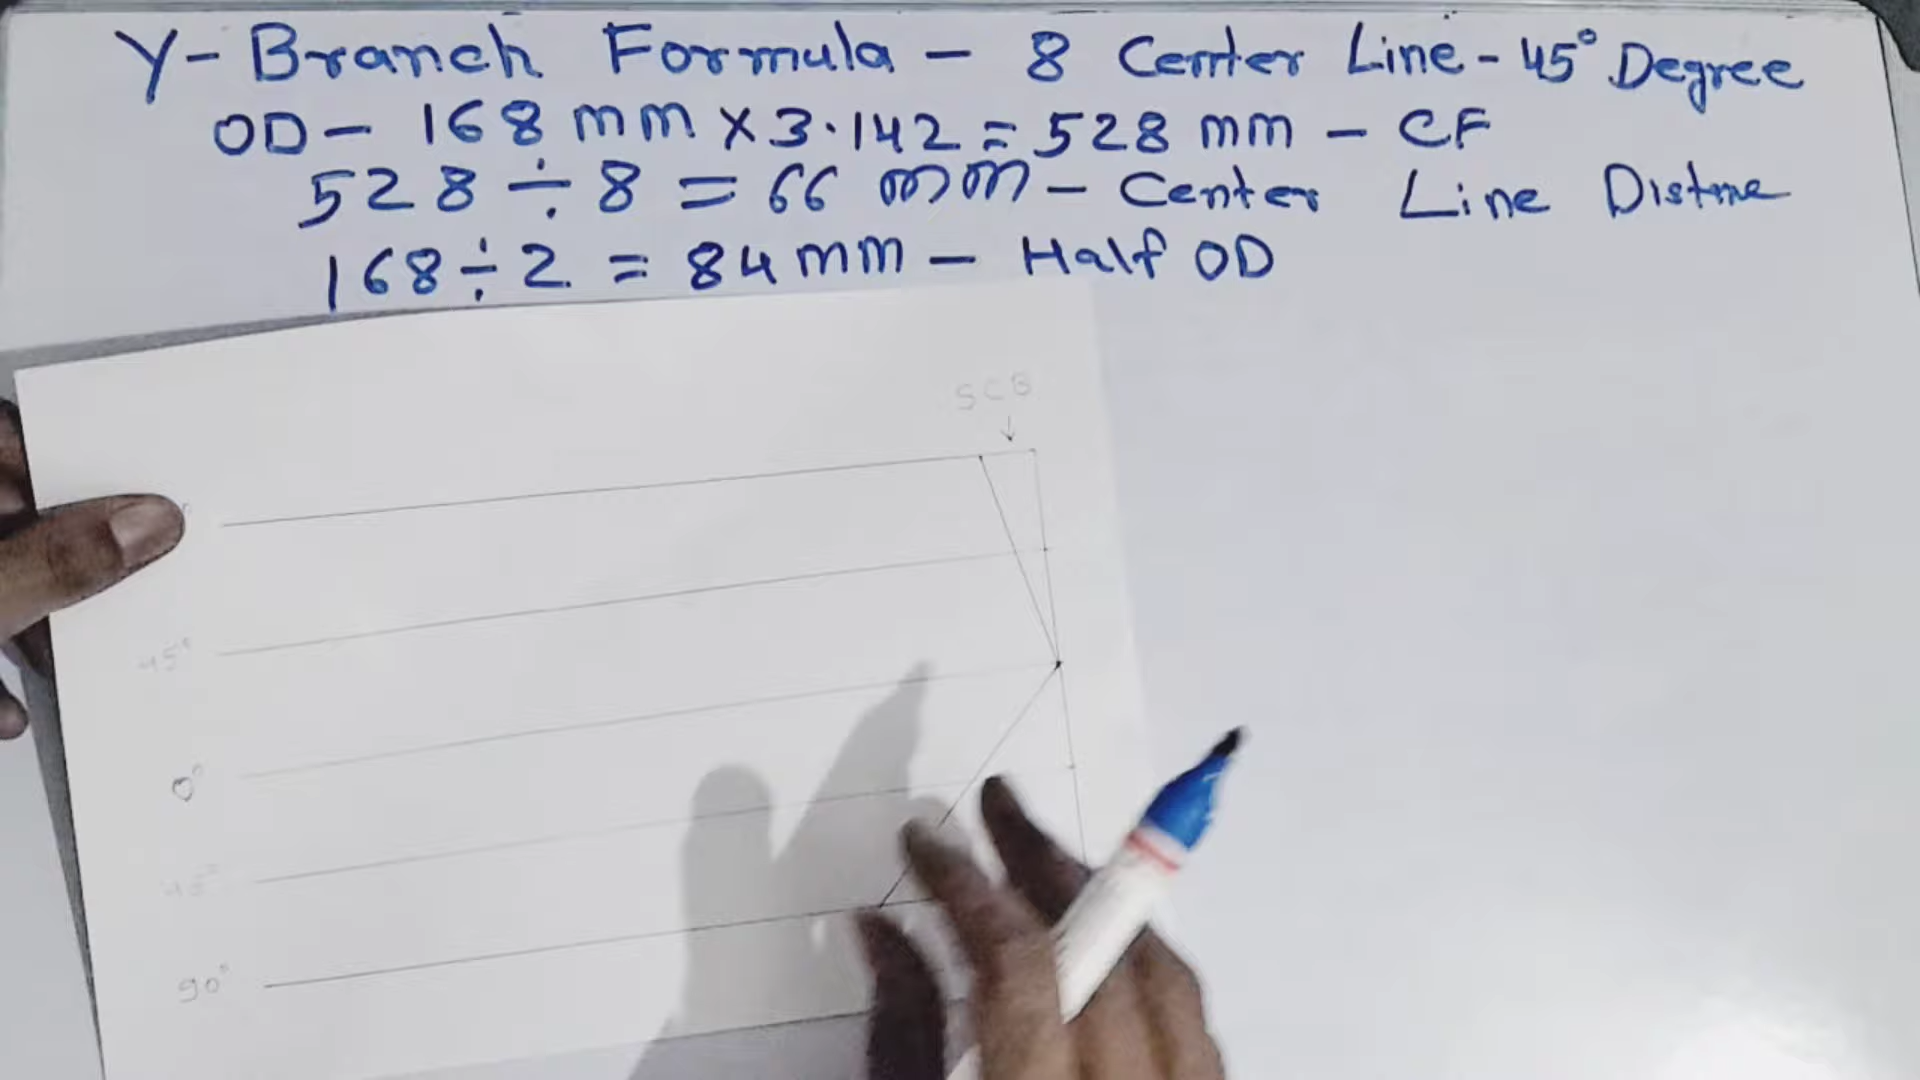 Y-Branch Formula - 8 Center Line - 45° Degree
OD - 168 mm x 3.142 = 528 mm - CF
528 ÷ 8 = 66 mm - Center Line Distne
168 ÷ 2 = 84 mm - Half OD
SCB
45°
0°
45°
90°